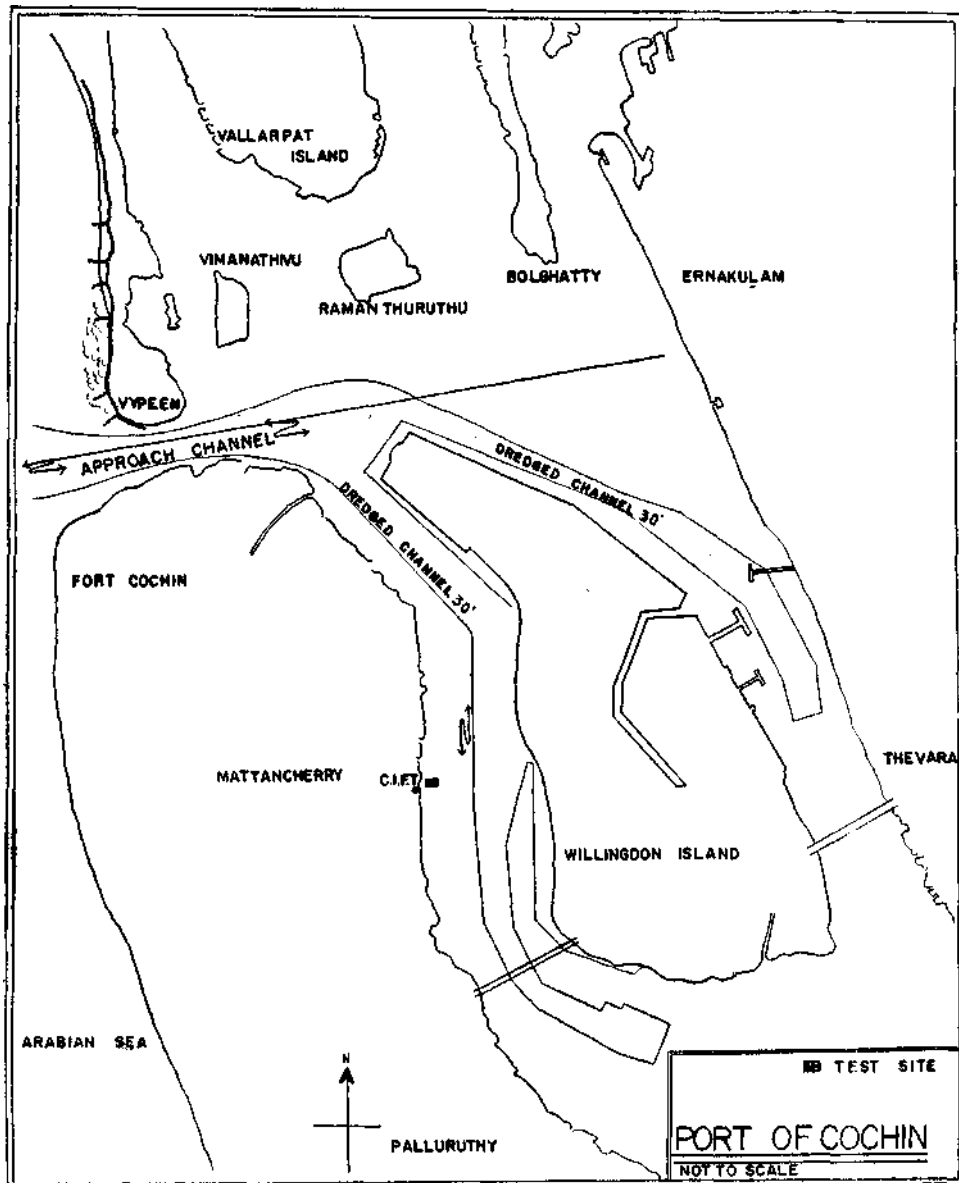 VALLARPAT
ISLAND
VIMANATHIVU
RAMAN THURUTHU
BOLGHATTY
ERNAKULAM
VYPEEN
APPROACH CHANNEL
DREDGED CHANNEL 30'
DREDGED CHANNEL 30'
FORT COCHIN
MATTANCHERRY
C.I.F.T.
THEVARA
WILLINGDON ISLAND
ARABIAN SEA
N
PALLURUTHY
TEST SITE
PORT OF COCHIN
NOT TO SCALE